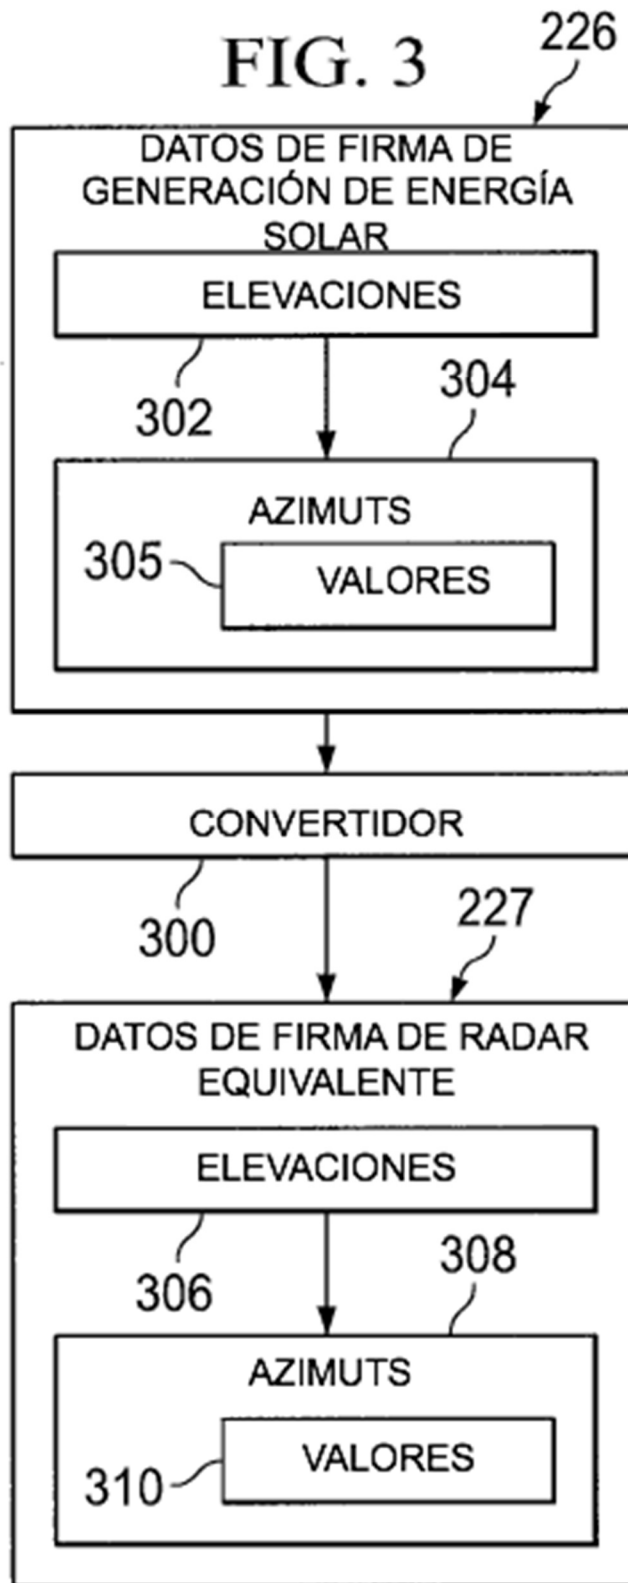 FIG. 3
226
DATOS DE FIRMA DE
GENERACIÓN DE ENERGÍA
SOLAR
ELEVACIONES
302
304
AZIMUTS
305
VALORES
CONVERTIDOR
300
227
DATOS DE FIRMA DE RADAR
EQUIVALENTE
ELEVACIONES
306
308
AZIMUTS
310
VALORES